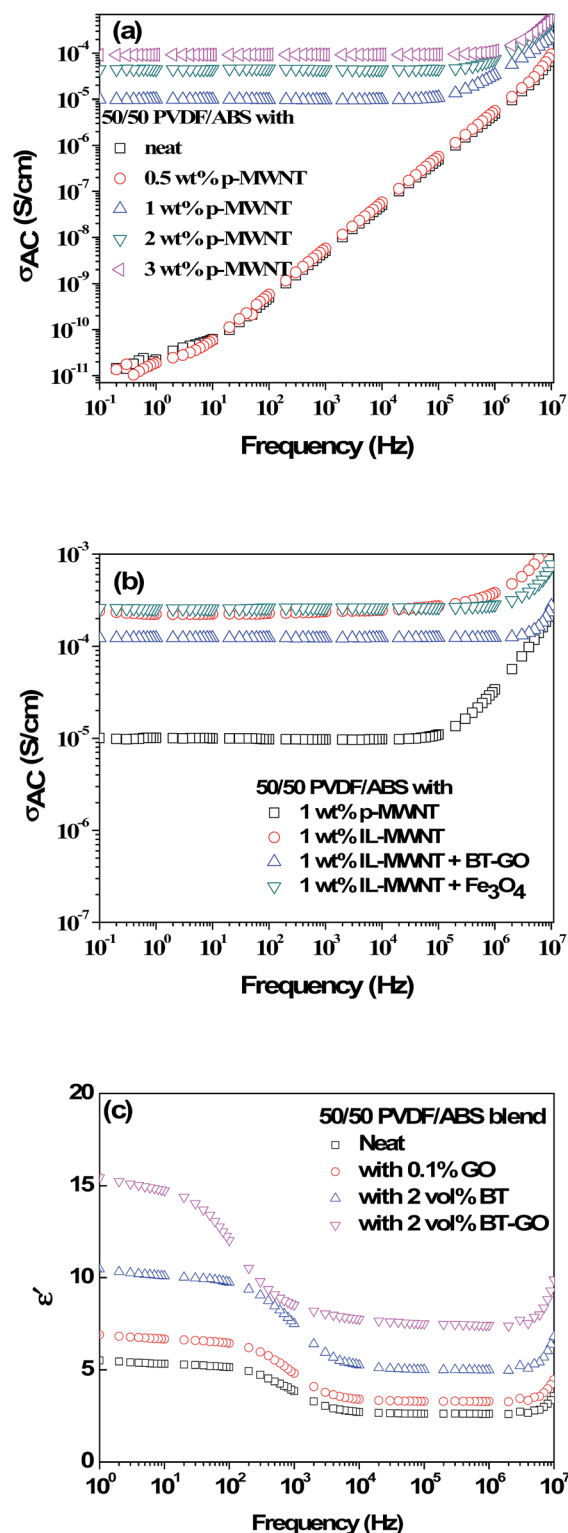 (a)
10⁻⁴
10⁻⁵
10⁻⁶
10⁻⁷
10⁻⁸
10⁻⁹
10⁻¹⁰
10⁻¹¹
σAC (S/cm)
50/50 PVDF/ABS with
neat
0.5 wt% p-MWNT
1 wt% p-MWNT
2 wt% p-MWNT
3 wt% p-MWNT
10⁻¹ 10⁰ 10¹ 10² 10³ 10⁴ 10⁵ 10⁶ 10⁷
Frequency (Hz)
(b)
10⁻³
10⁻⁴
10⁻⁵
10⁻⁶
10⁻⁷
σAC (S/cm)
50/50 PVDF/ABS with
1 wt% p-MWNT
1 wt% IL-MWNT
1 wt% IL-MWNT + BT-GO
1 wt% IL-MWNT + Fe₃O₄
10⁻¹ 10⁰ 10¹ 10² 10³ 10⁴ 10⁵ 10⁶ 10⁷
Frequency (Hz)
(c)
20
15
10
5
0
ε′
50/50 PVDF/ABS blend
Neat
with 0.1% GO
with 2 vol% BT
with 2 vol% BT-GO
10⁰ 10¹ 10² 10³ 10⁴ 10⁵ 10⁶ 10⁷
Frequency (Hz)